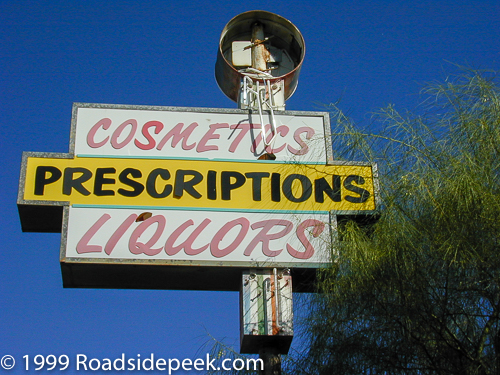 COSMETICS
PRESCRIPTIONS
LIQUORS
© 1999 Roadsidepeek.com